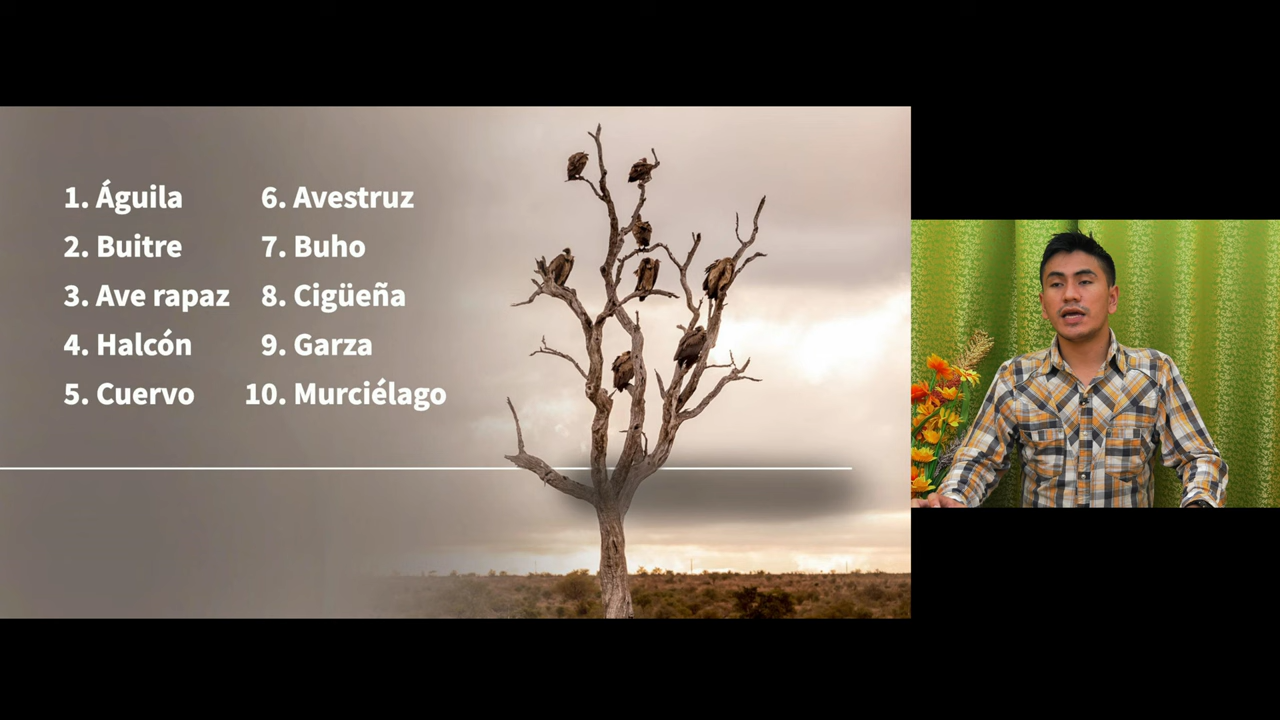 1. Águila
2. Buitre
3. Ave rapaz
4. Halcón
5. Cuervo
6. Avestruz
7. Buho
8. Cigüeña
9. Garza
10. Murciélago